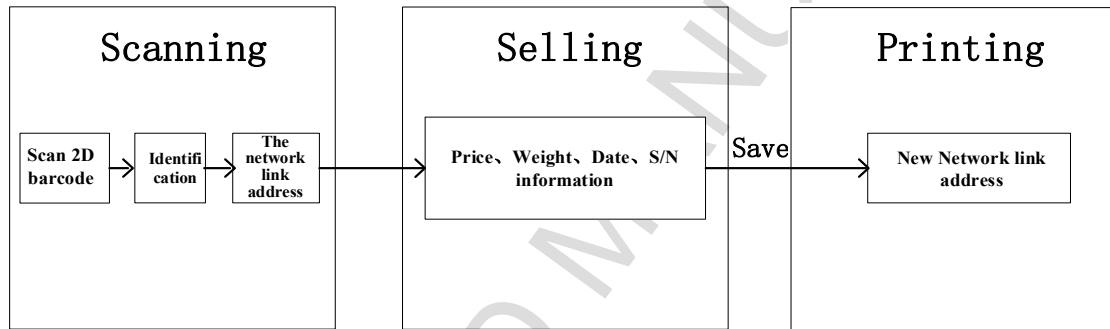 Scanning
Scan 2D
barcode
Identifi
cation
The
network
link
address
Selling
Price、Weight、Date、S/N
information
Save
Printing
New Network link
address